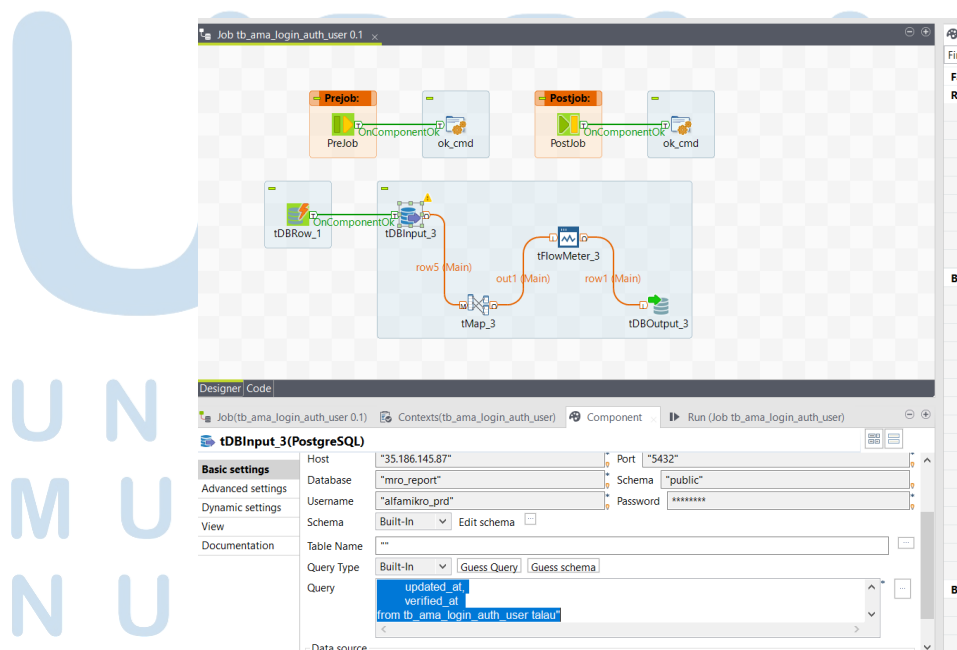 Job tb_ama_login_auth_user 0.1
Prejob:
Postjob:
OnComponentOk
OnComponentOk
PreJob
ok_cmd
PostJob
ok_cmd
OnComponentOk
tDBRow_1
tDBInput_3
tFlowMeter_3
row5 (Main)
out1 (Main)
row1 (Main)
tMap_3
tDBOutput_3
Designer Code
Job(tb_ama_login_auth_user 0.1) Contexts(tb_ama_login_auth_user) Component Run (Job tb_ama_login_auth_user)
tDBInput_3(PostgreSQL)
Basic settings
Advanced settings
Dynamic settings
View
Documentation
Host "35.186.145.87" Port "5432"
Database "mro_report" Schema "public"
Username "alfamikro_prd" Password ********
Schema Built-In Edit schema
Table Name ""
Query Type Built-In Guess Query Guess schema
Query updated_at,
verified_at
from tb_ama_login_auth_user talau"
Data source
U N
M U
N U